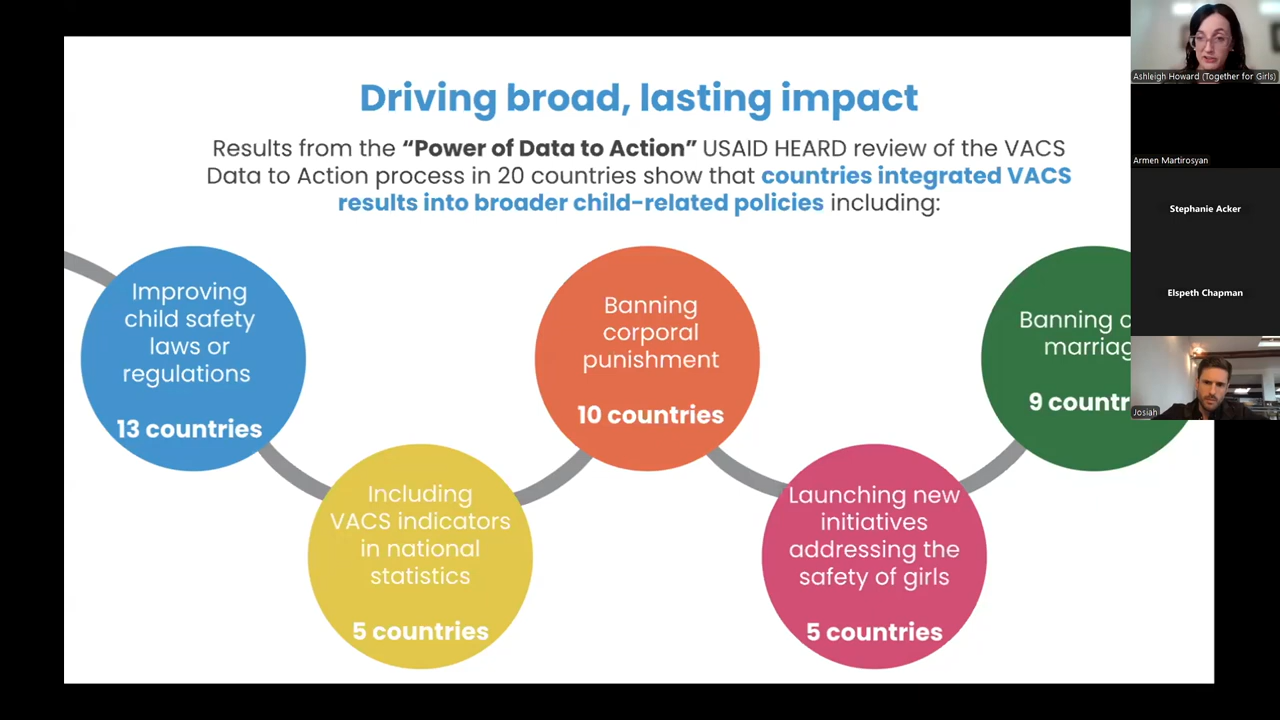 Driving broad, lasting impact
Results from the “Power of Data to Action” USAID HEARD review of the VACS
Data to Action process in 20 countries show that countries integrated VACS
results into broader child-related policies including:
Improving
child safety
laws or
regulations
13 countries
Including
VACS indicators
in national
statistics
5 countries
Banning
corporal
punishment
10 countries
Launching new
initiatives
addressing the
safety of girls
5 countries
Banning
marriag
9 countr
Ashleigh Howard (Together for Girls)
Armen Martirosyan
Stephanie Acker
Elspeth Chapman
Josiah